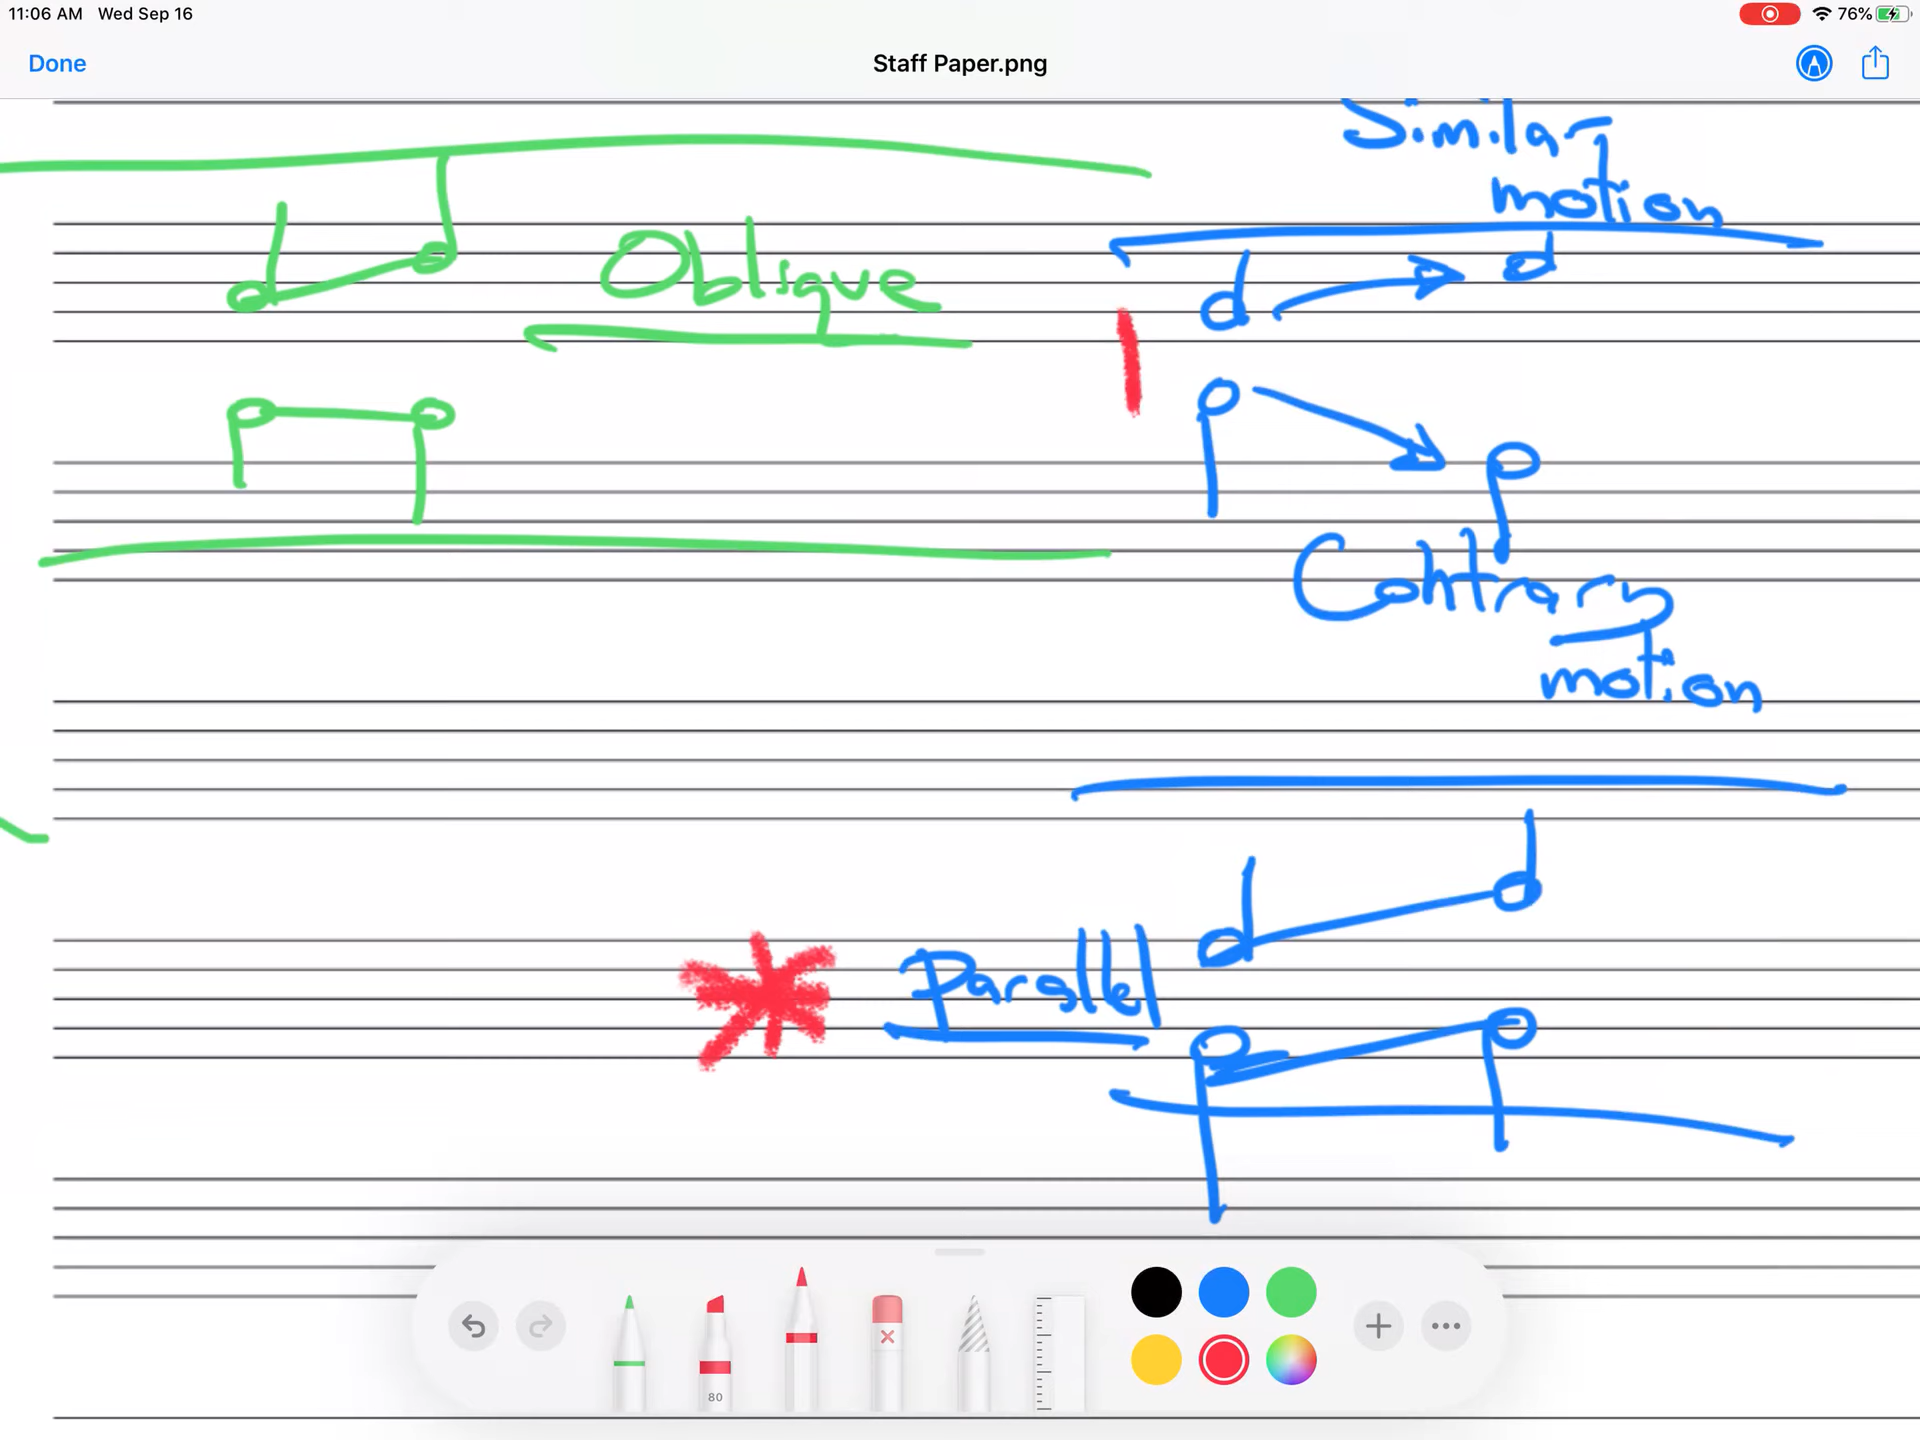 11:06 AM Wed Sep 16
76%
Done
Staff Paper.png
Similar
motion
Oblique
Contrary
motion
Parallel
80